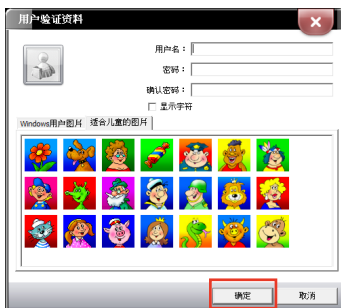 用户验证资料
用户名：
密码：
确认密码：
显示字符
Windows用户图片 适合儿童的图片
确定 取消